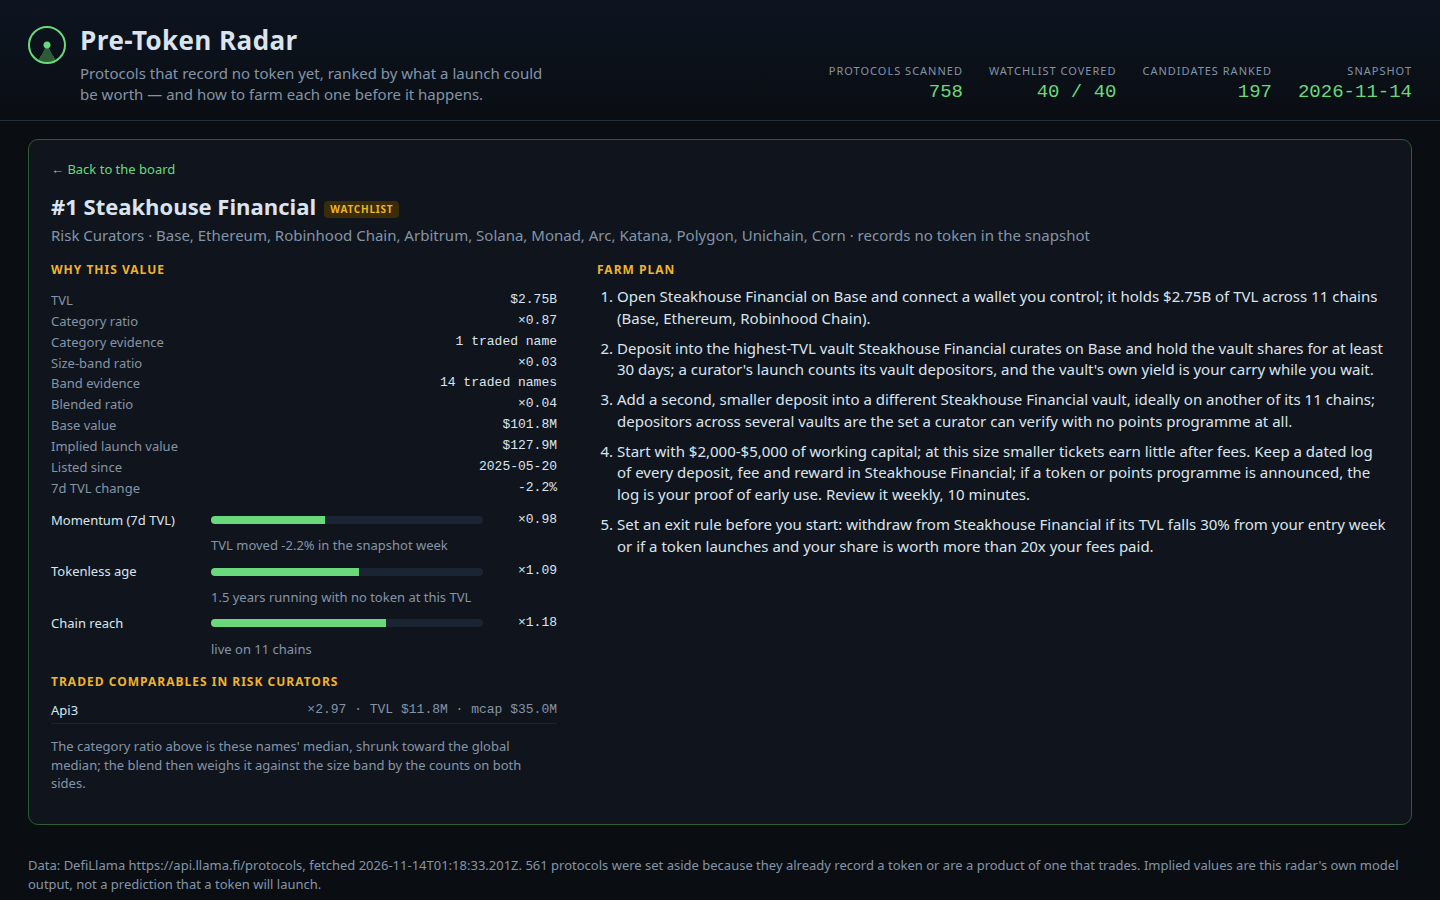 Pre-Token Radar
Protocols that record no token yet, ranked by what a launch could
be worth — and how to farm each one before it happens.
PROTOCOLS SCANNED
758
WATCHLIST COVERED
40 / 40
CANDIDATES RANKED
197
SNAPSHOT
2026-11-14
← Back to the board
#1 Steakhouse Financial WATCHLIST
Risk Curators · Base, Ethereum, Robinhood Chain, Arbitrum, Solana, Monad, Arc, Katana, Polygon, Unichain, Corn · records no token in the snapshot
WHY THIS VALUE
TVL $2.75B
Category ratio ×0.87
Category evidence 1 traded name
Size-band ratio ×0.03
Band evidence 14 traded names
Blended ratio ×0.04
Base value $101.8M
Implied launch value $127.9M
Listed since 2025-05-20
7d TVL change -2.2%
Momentum (7d TVL) ×0.98
TVL moved -2.2% in the snapshot week
Tokenless age ×1.09
1.5 years running with no token at this TVL
Chain reach ×1.18
live on 11 chains
TRADED COMPARABLES IN RISK CURATORS
Api3 ×2.97 · TVL $11.8M · mcap $35.0M
The category ratio above is these names' median, shrunk toward the global
median; the blend then weighs it against the size band by the counts on both
sides.
FARM PLAN
1. Open Steakhouse Financial on Base and connect a wallet you control; it holds $2.75B of TVL across 11 chains
(Base, Ethereum, Robinhood Chain).
2. Deposit into the highest-TVL vault Steakhouse Financial curates on Base and hold the vault shares for at least
30 days; a curator's launch counts its vault depositors, and the vault's own yield is your carry while you wait.
3. Add a second, smaller deposit into a different Steakhouse Financial vault, ideally on another of its 11 chains;
depositors across several vaults are the set a curator can verify with no points programme at all.
4. Start with $2,000-$5,000 of working capital; at this size smaller tickets earn little after fees. Keep a dated log
of every deposit, fee and reward in Steakhouse Financial; if a token or points programme is announced, the
log is your proof of early use. Review it weekly, 10 minutes.
5. Set an exit rule before you start: withdraw from Steakhouse Financial if its TVL falls 30% from your entry week
or if a token launches and your share is worth more than 20x your fees paid.
Data: DefiLlama https://api.llama.fi/protocols, fetched 2026-11-14T01:18:33.201Z. 561 protocols were set aside because they already record a token or are a product of one that trades. Implied values are this radar's own model
output, not a prediction that a token will launch.